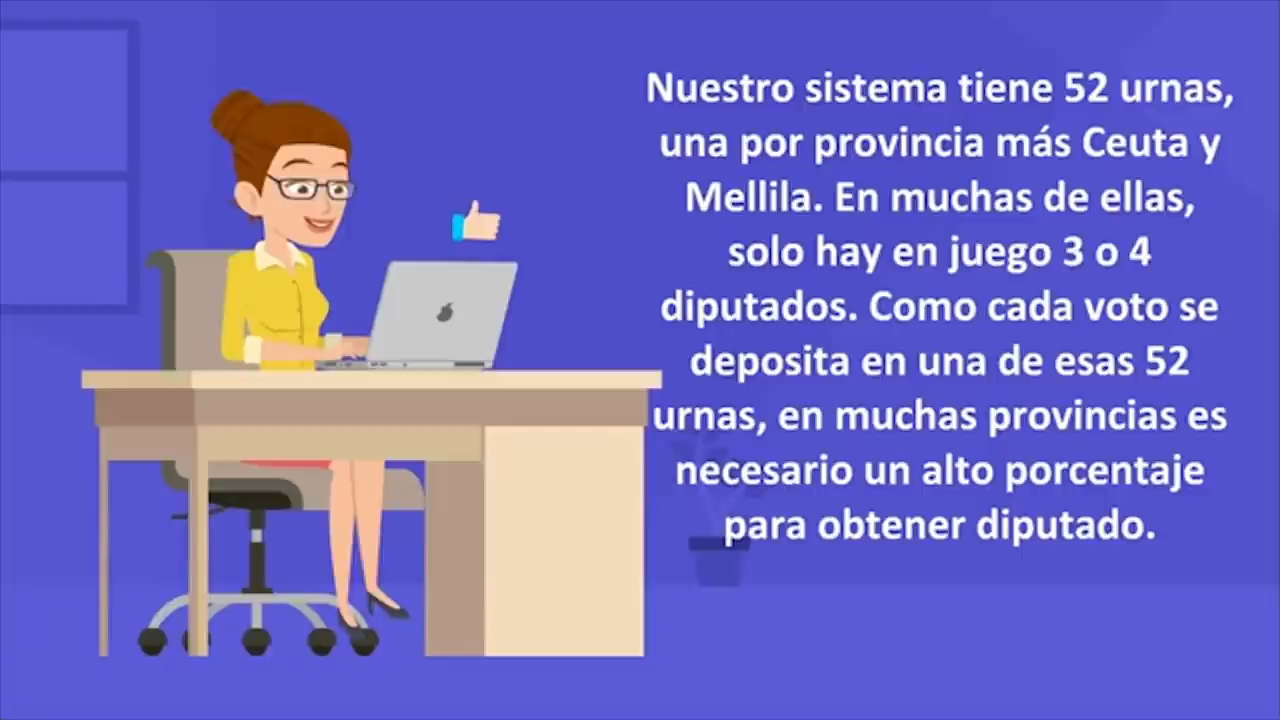 Nuestro sistema tiene 52 urnas,
una por provincia más Ceuta y
Mellila. En muchas de ellas,
solo hay en juego 3 o 4
diputados. Como cada voto se
deposita en una de esas 52
urnas, en muchas provincias es
necesario un alto porcentaje
para obtener diputado.